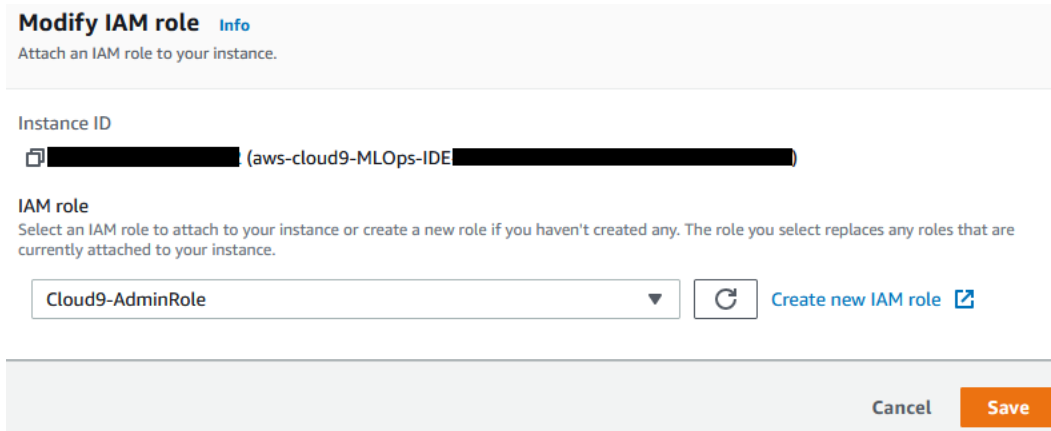 Modify IAM role Info
Attach an IAM role to your instance.
Instance ID
(aws-cloud9-MLOps-IDE )
IAM role
Select an IAM role to attach to your instance or create a new role if you haven't created any. The role you select replaces any roles that are
currently attached to your instance.
Cloud9-AdminRole Create new IAM role
Cancel Save